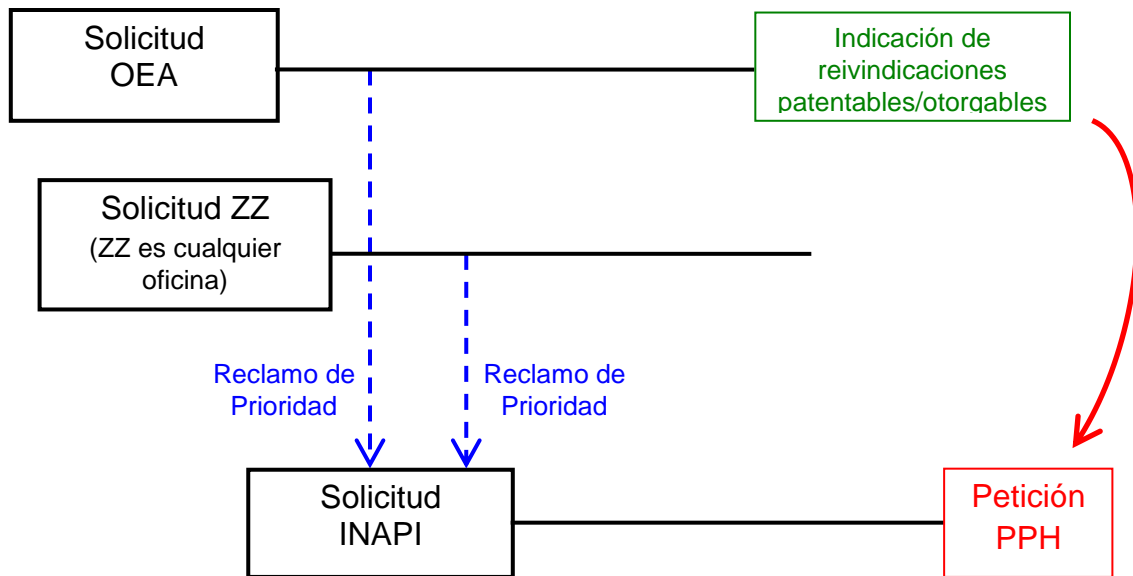 Solicitud
OEA
Indicación de
reivindicaciones
patentables/otorgables
Solicitud ZZ
(ZZ es cualquier
oficina)
Reclamo de
Prioridad
Reclamo de
Prioridad
Solicitud
INAPI
Petición
PPH